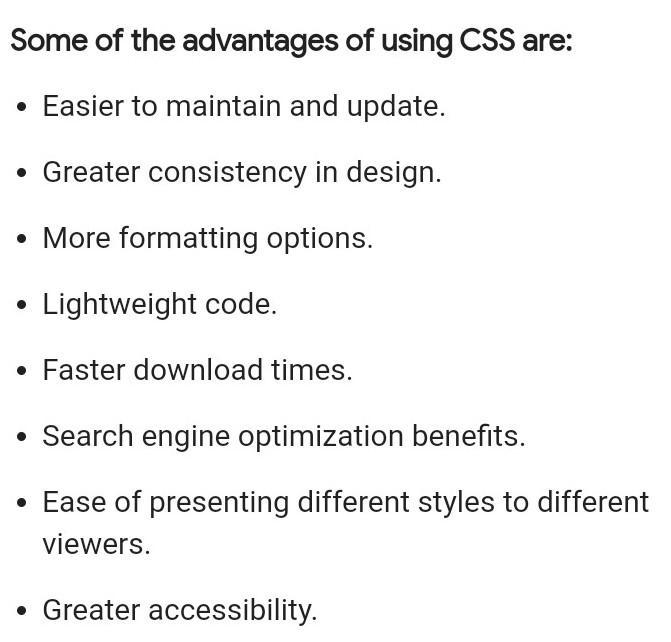 Some of the advantages of using CSS are:
• Easier to maintain and update.
• Greater consistency in design.
• More formatting options.
• Lightweight code.
• Faster download times.
• Search engine optimization benefits.
• Ease of presenting different styles to different
viewers.
• Greater accessibility.